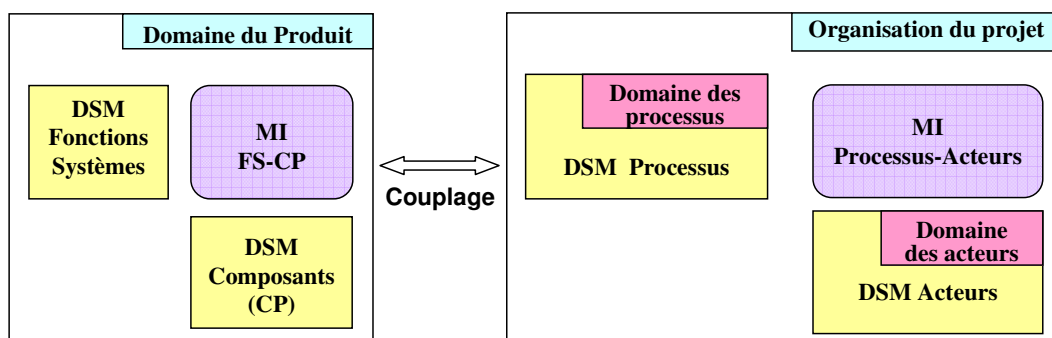 Domaine du Produit
DSM
Fonctions
Systèmes
MI
FS-CP
DSM
Composants
(CP)
Couplage
Organisation du projet
Domaine des
processus
DSM Processus
MI
Processus-Acteurs
Domaine
des acteurs
DSM Acteurs